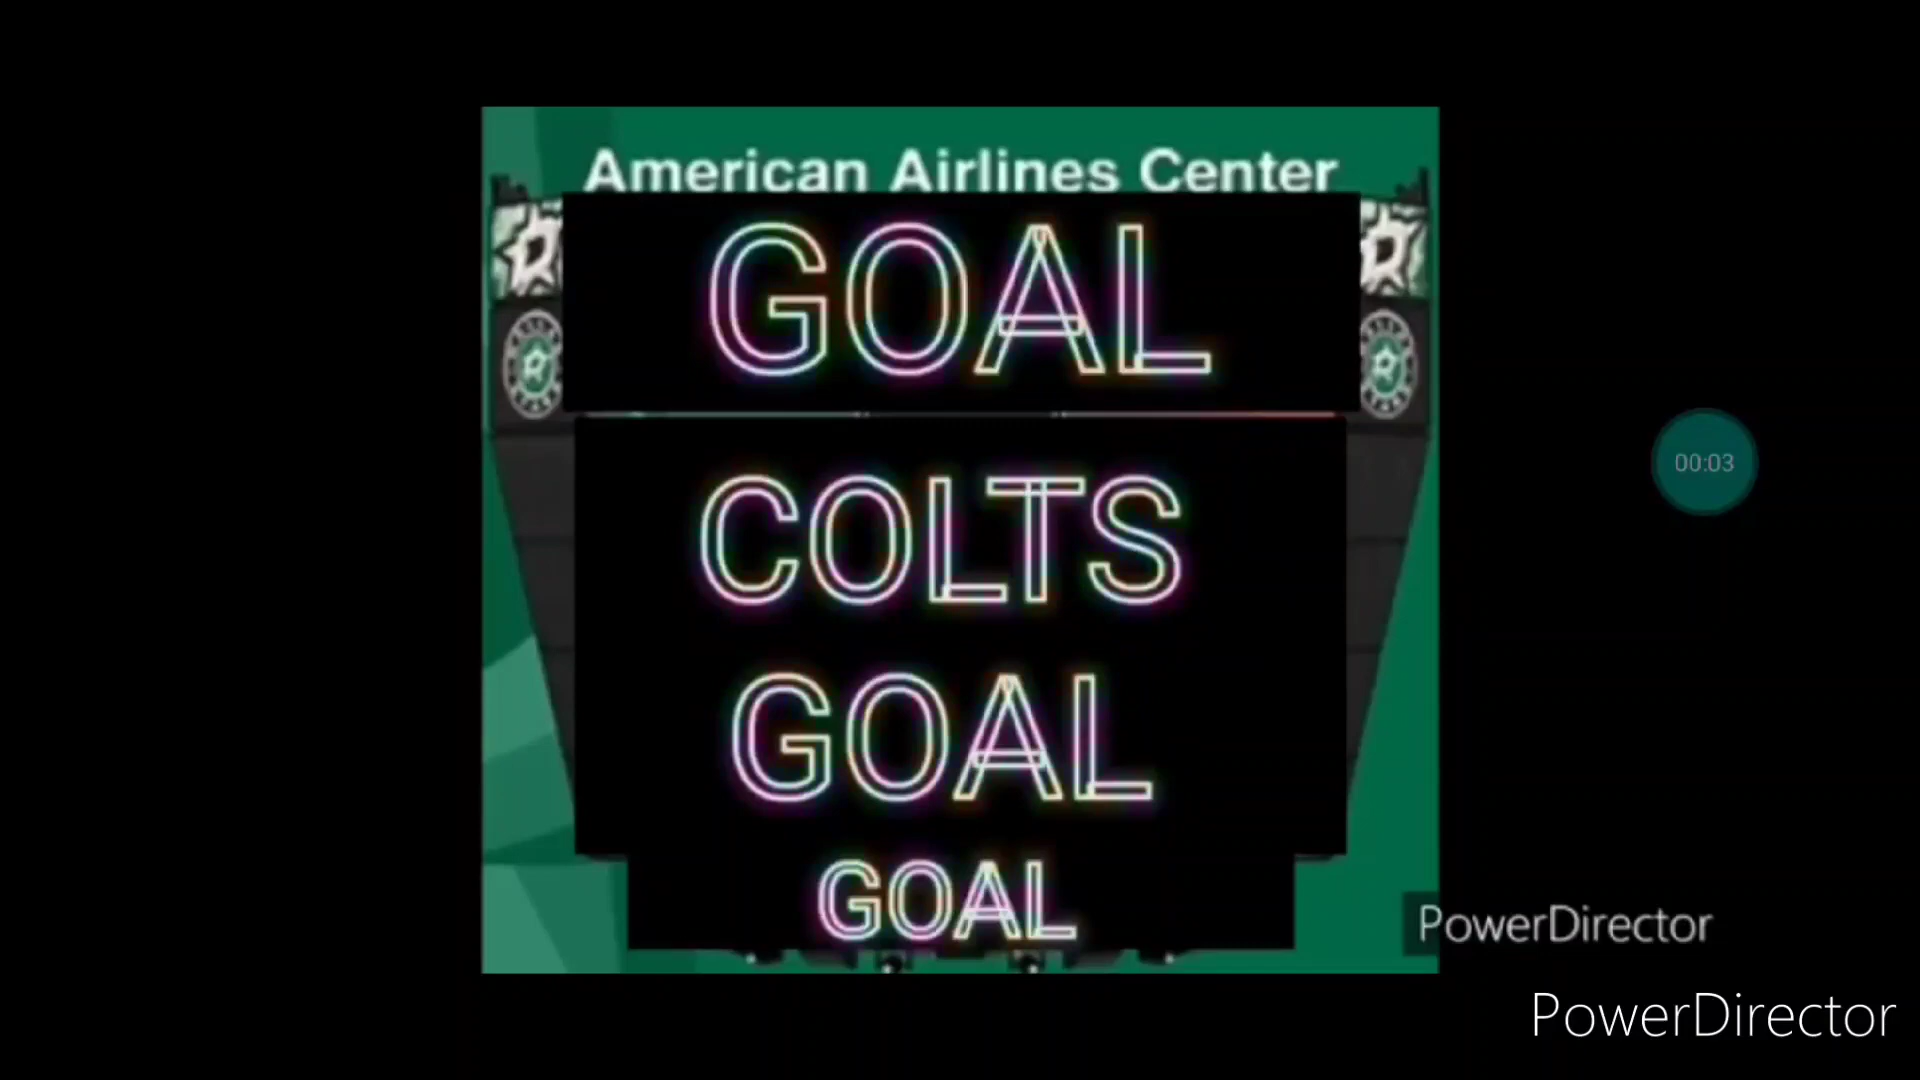 American Airlines Center
GOAL
COLTS
GOAL
GOAL
00:03
PowerDirector
PowerDirector